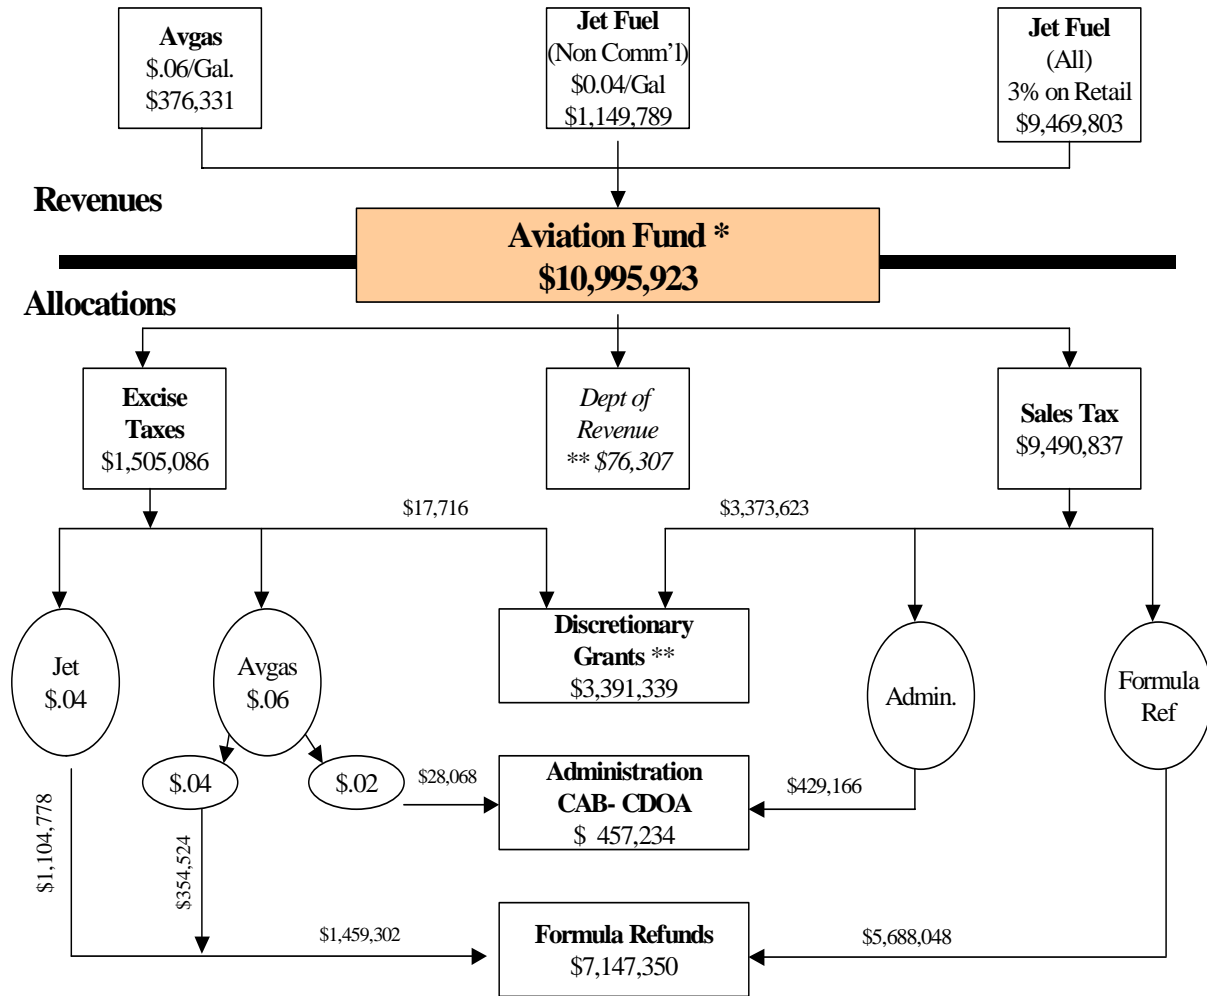 Avgas
$.06/Gal.
$376,331
Jet Fuel
(Non Comm'l)
$0.04/Gal
$1,149,789
Jet Fuel
(All)
3% on Retail
$9,469,803
Revenues
Aviation Fund *
$10,995,923
Allocations
Excise
Taxes
$1,505,086
Dept of
Revenue
** $76,307
Sales Tax
$9,490,837
$17,716
$3,373,623
Jet
$.04
Avgas
$.06
Discretionary
Grants **
$3,391,339
Admin.
Formula
Ref
$.04
$.02
$28,068
Administration
CAB- CDOA
$ 457,234
$429,166
$1,104,778
$354,524
$1,459,302
Formula Refunds
$7,147,350
$5,688,048